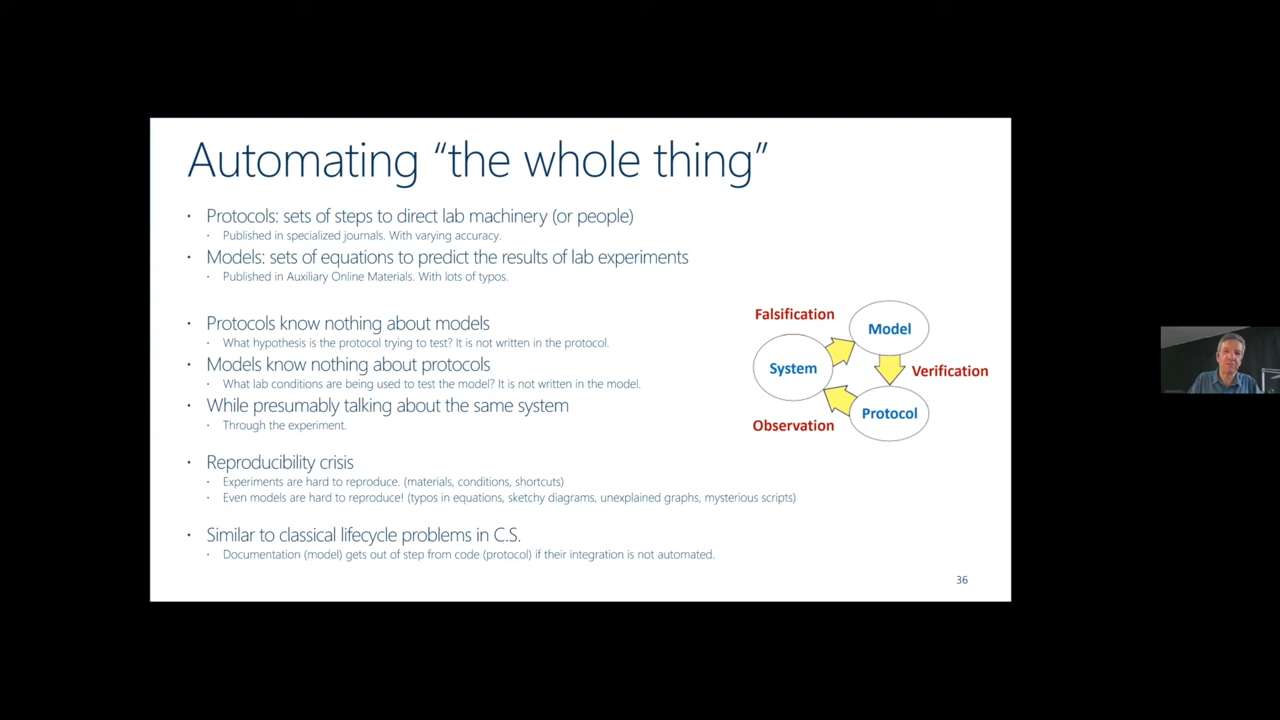 Automating “the whole thing”
· Protocols: sets of steps to direct lab machinery (or people)
· Published in specialized journals. With varying accuracy.
· Models: sets of equations to predict the results of lab experiments
· Published in Auxiliary Online Materials. With lots of typos.
· Protocols know nothing about models
· What hypothesis is the protocol trying to test? It is not written in the protocol.
· Models know nothing about protocols
· What lab conditions are being used to test the model? It is not written in the model.
· While presumably talking about the same system
· Through the experiment.
· Reproducibility crisis
· Experiments are hard to reproduce. (materials, conditions, shortcuts)
· Even models are hard to reproduce! (typos in equations, sketchy diagrams, unexplained graphs, mysterious scripts)
· Similar to classical lifecycle problems in C.S.
· Documentation (model) gets out of step from code (protocol) if their integration is not automated.
Falsification
Model
System
Verification
Protocol
Observation
36